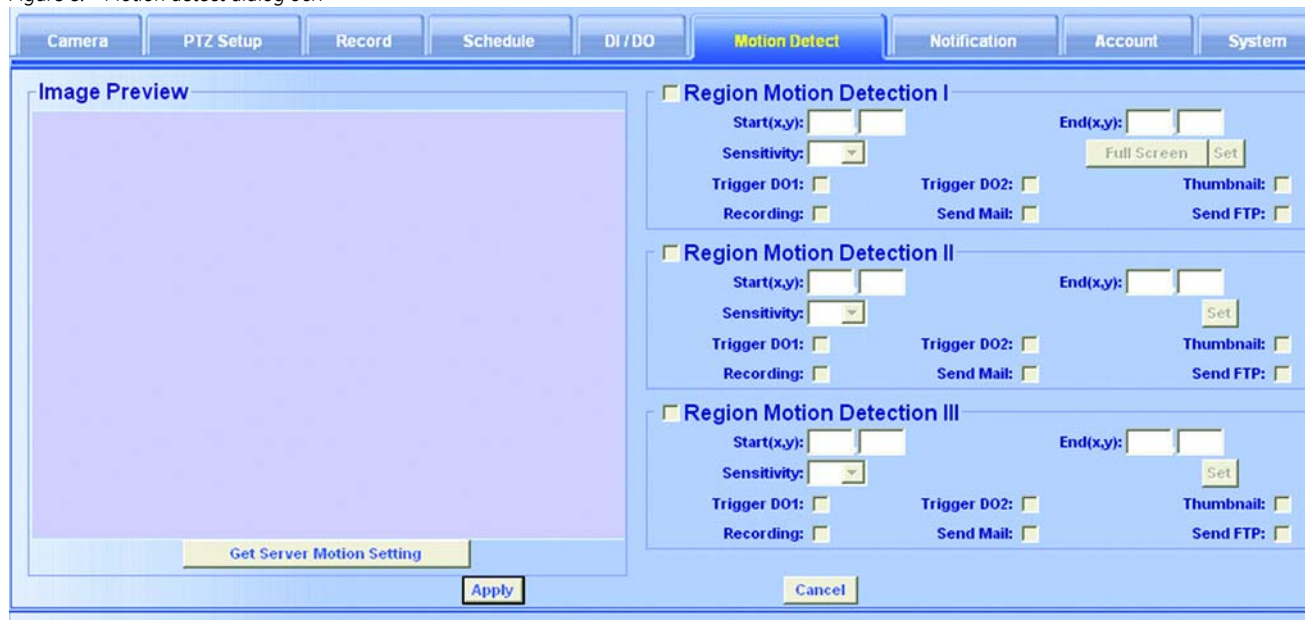 Camera PTZ Setup Record Schedule DI / DO Motion Detect Notification Account System
Image Preview
Get Server Motion Setting
Region Motion Detection I
Start(x,y): , End(x,y): ,
Sensitivity: Full Screen Set
Trigger DO1: Trigger DO2: Thumbnail:
Recording: Send Mail: Send FTP:
Region Motion Detection II
Start(x,y): , End(x,y): ,
Sensitivity: Set
Trigger DO1: Trigger DO2: Thumbnail:
Recording: Send Mail: Send FTP:
Region Motion Detection III
Start(x,y): , End(x,y): ,
Sensitivity: Set
Trigger DO1: Trigger DO2: Thumbnail:
Recording: Send Mail: Send FTP:
Apply Cancel